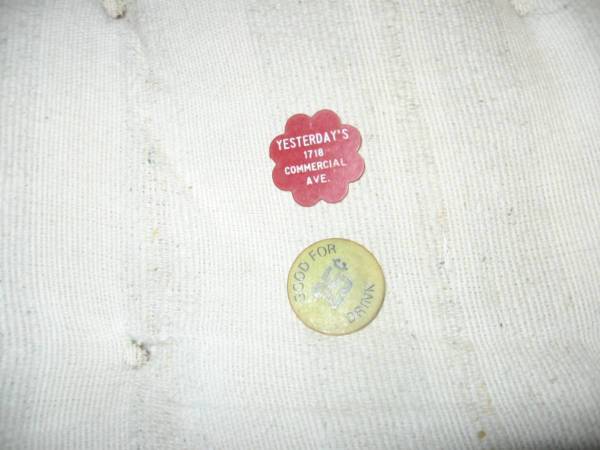 YESTERDAY'S
1718
COMMERCIAL
AVE.
GOOD FOR
DRINK